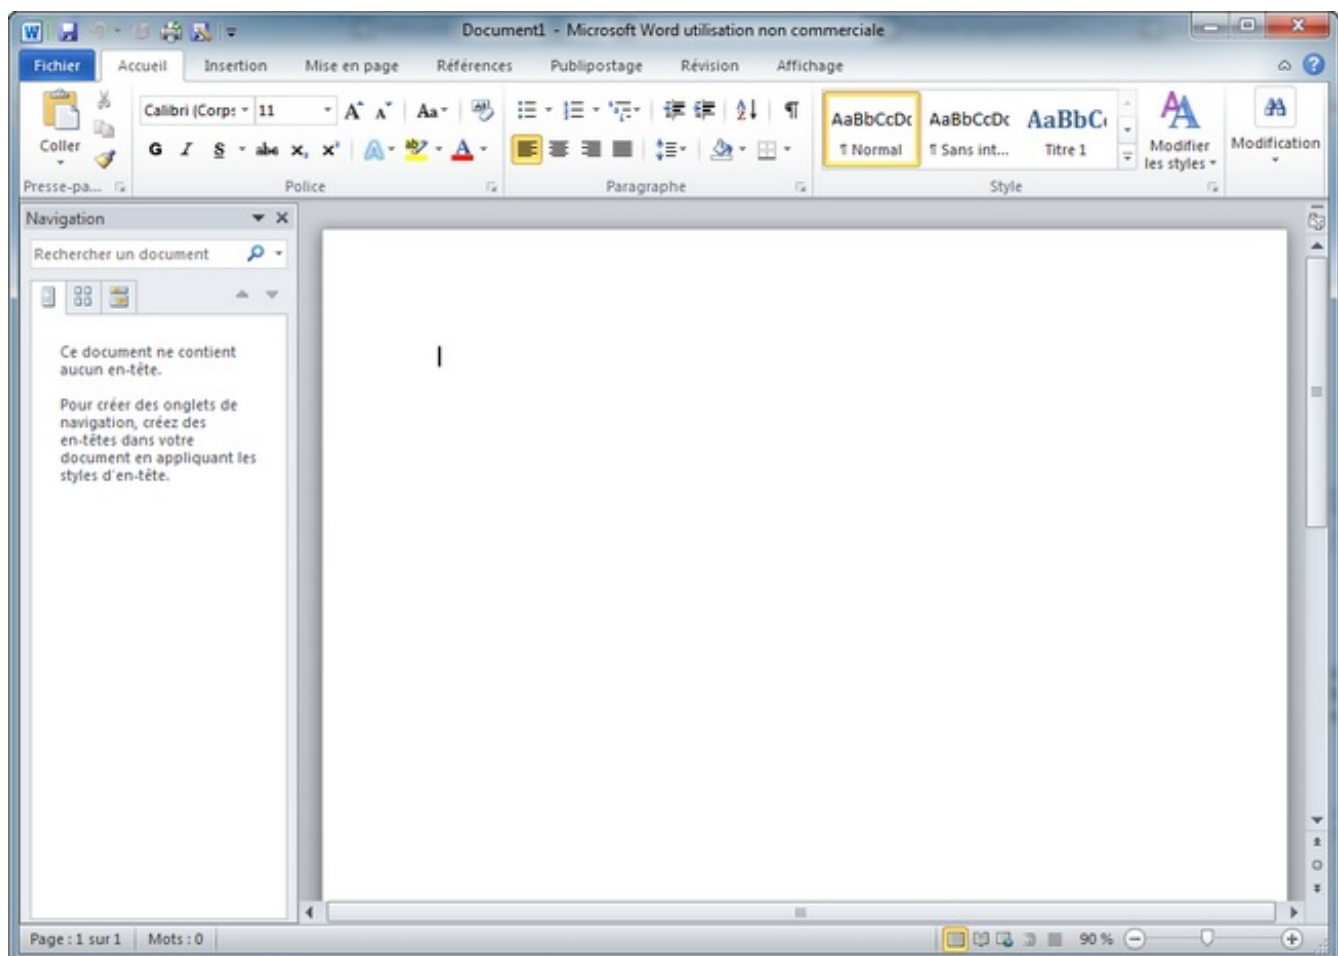 Document1 - Microsoft Word utilisation non commerciale
Fichier Accueil Insertion Mise en page Références Publipostage Révision Affichage
Calibri (Corps 11
Coller
G I S abc x₂ x²
AaBbCcDc AaBbCcDc AaBbC
¶ Normal ¶ Sans int... Titre 1
Modifier
les styles
Modification
Presse-pa... Police Paragraphe Style
Navigation
Rechercher un document
Ce document ne contient
aucun en-tête.
Pour créer des onglets de
navigation, créez des
en-têtes dans votre
document en appliquant les
styles d'en-tête.
Page : 1 sur 1 Mots : 0 90 %